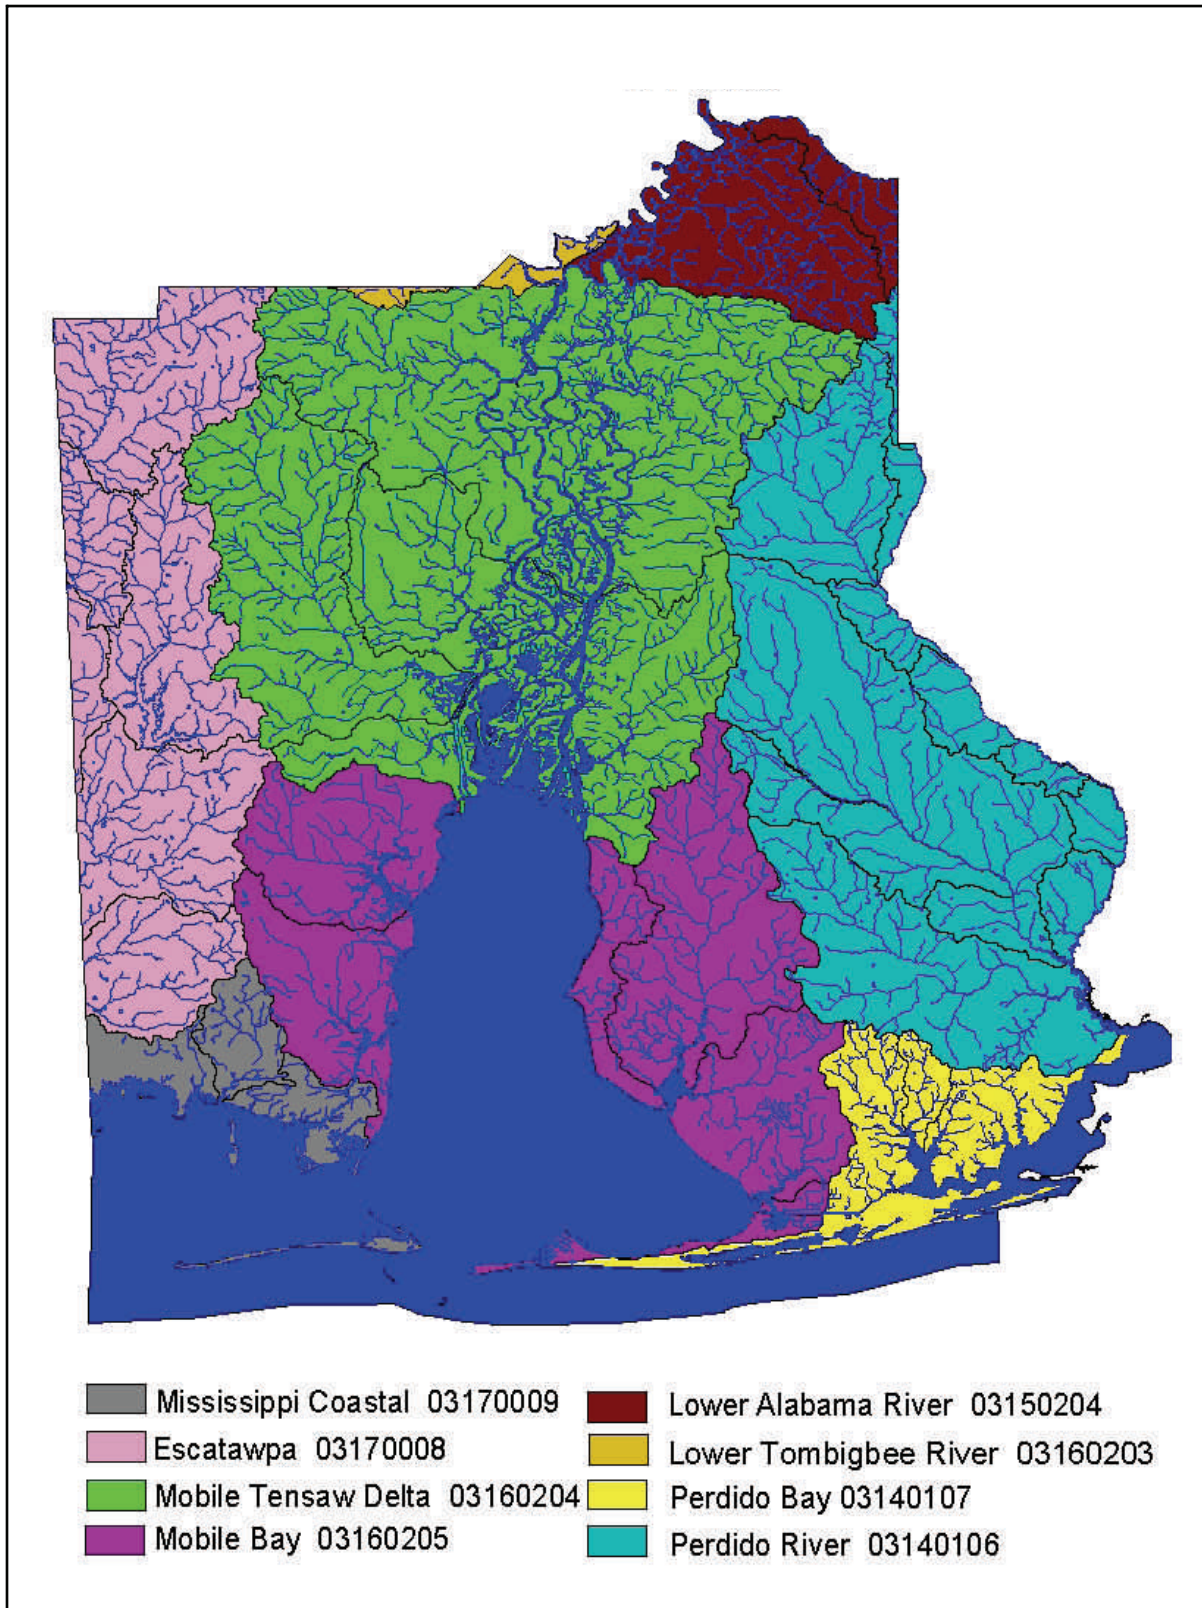 Mississippi Coastal 03170009
Escatawpa 03170008
Mobile Tensaw Delta 03160204
Mobile Bay 03160205
Lower Alabama River 03150204
Lower Tombigbee River 03160203
Perdido Bay 03140107
Perdido River 03140106